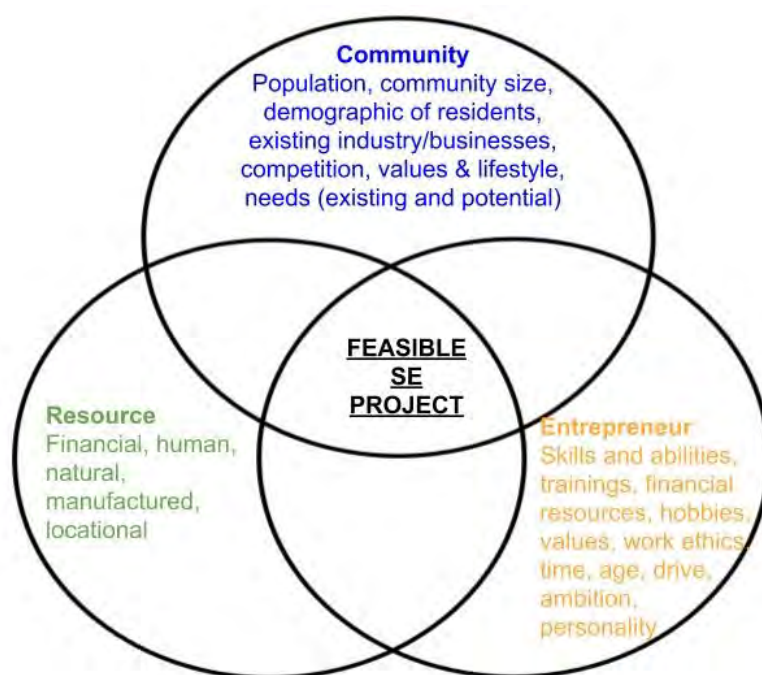 Community
Population, community size,
demographic of residents,
existing industry/businesses,
competition, values & lifestyle,
needs (existing and potential)
FEASIBLE
SE
PROJECT
Resource
Financial, human,
natural,
manufactured,
locational
Entrepreneur
Skills and abilities,
trainings, financial
resources, hobbies,
values, work ethics,
time, age, drive,
ambition,
personality